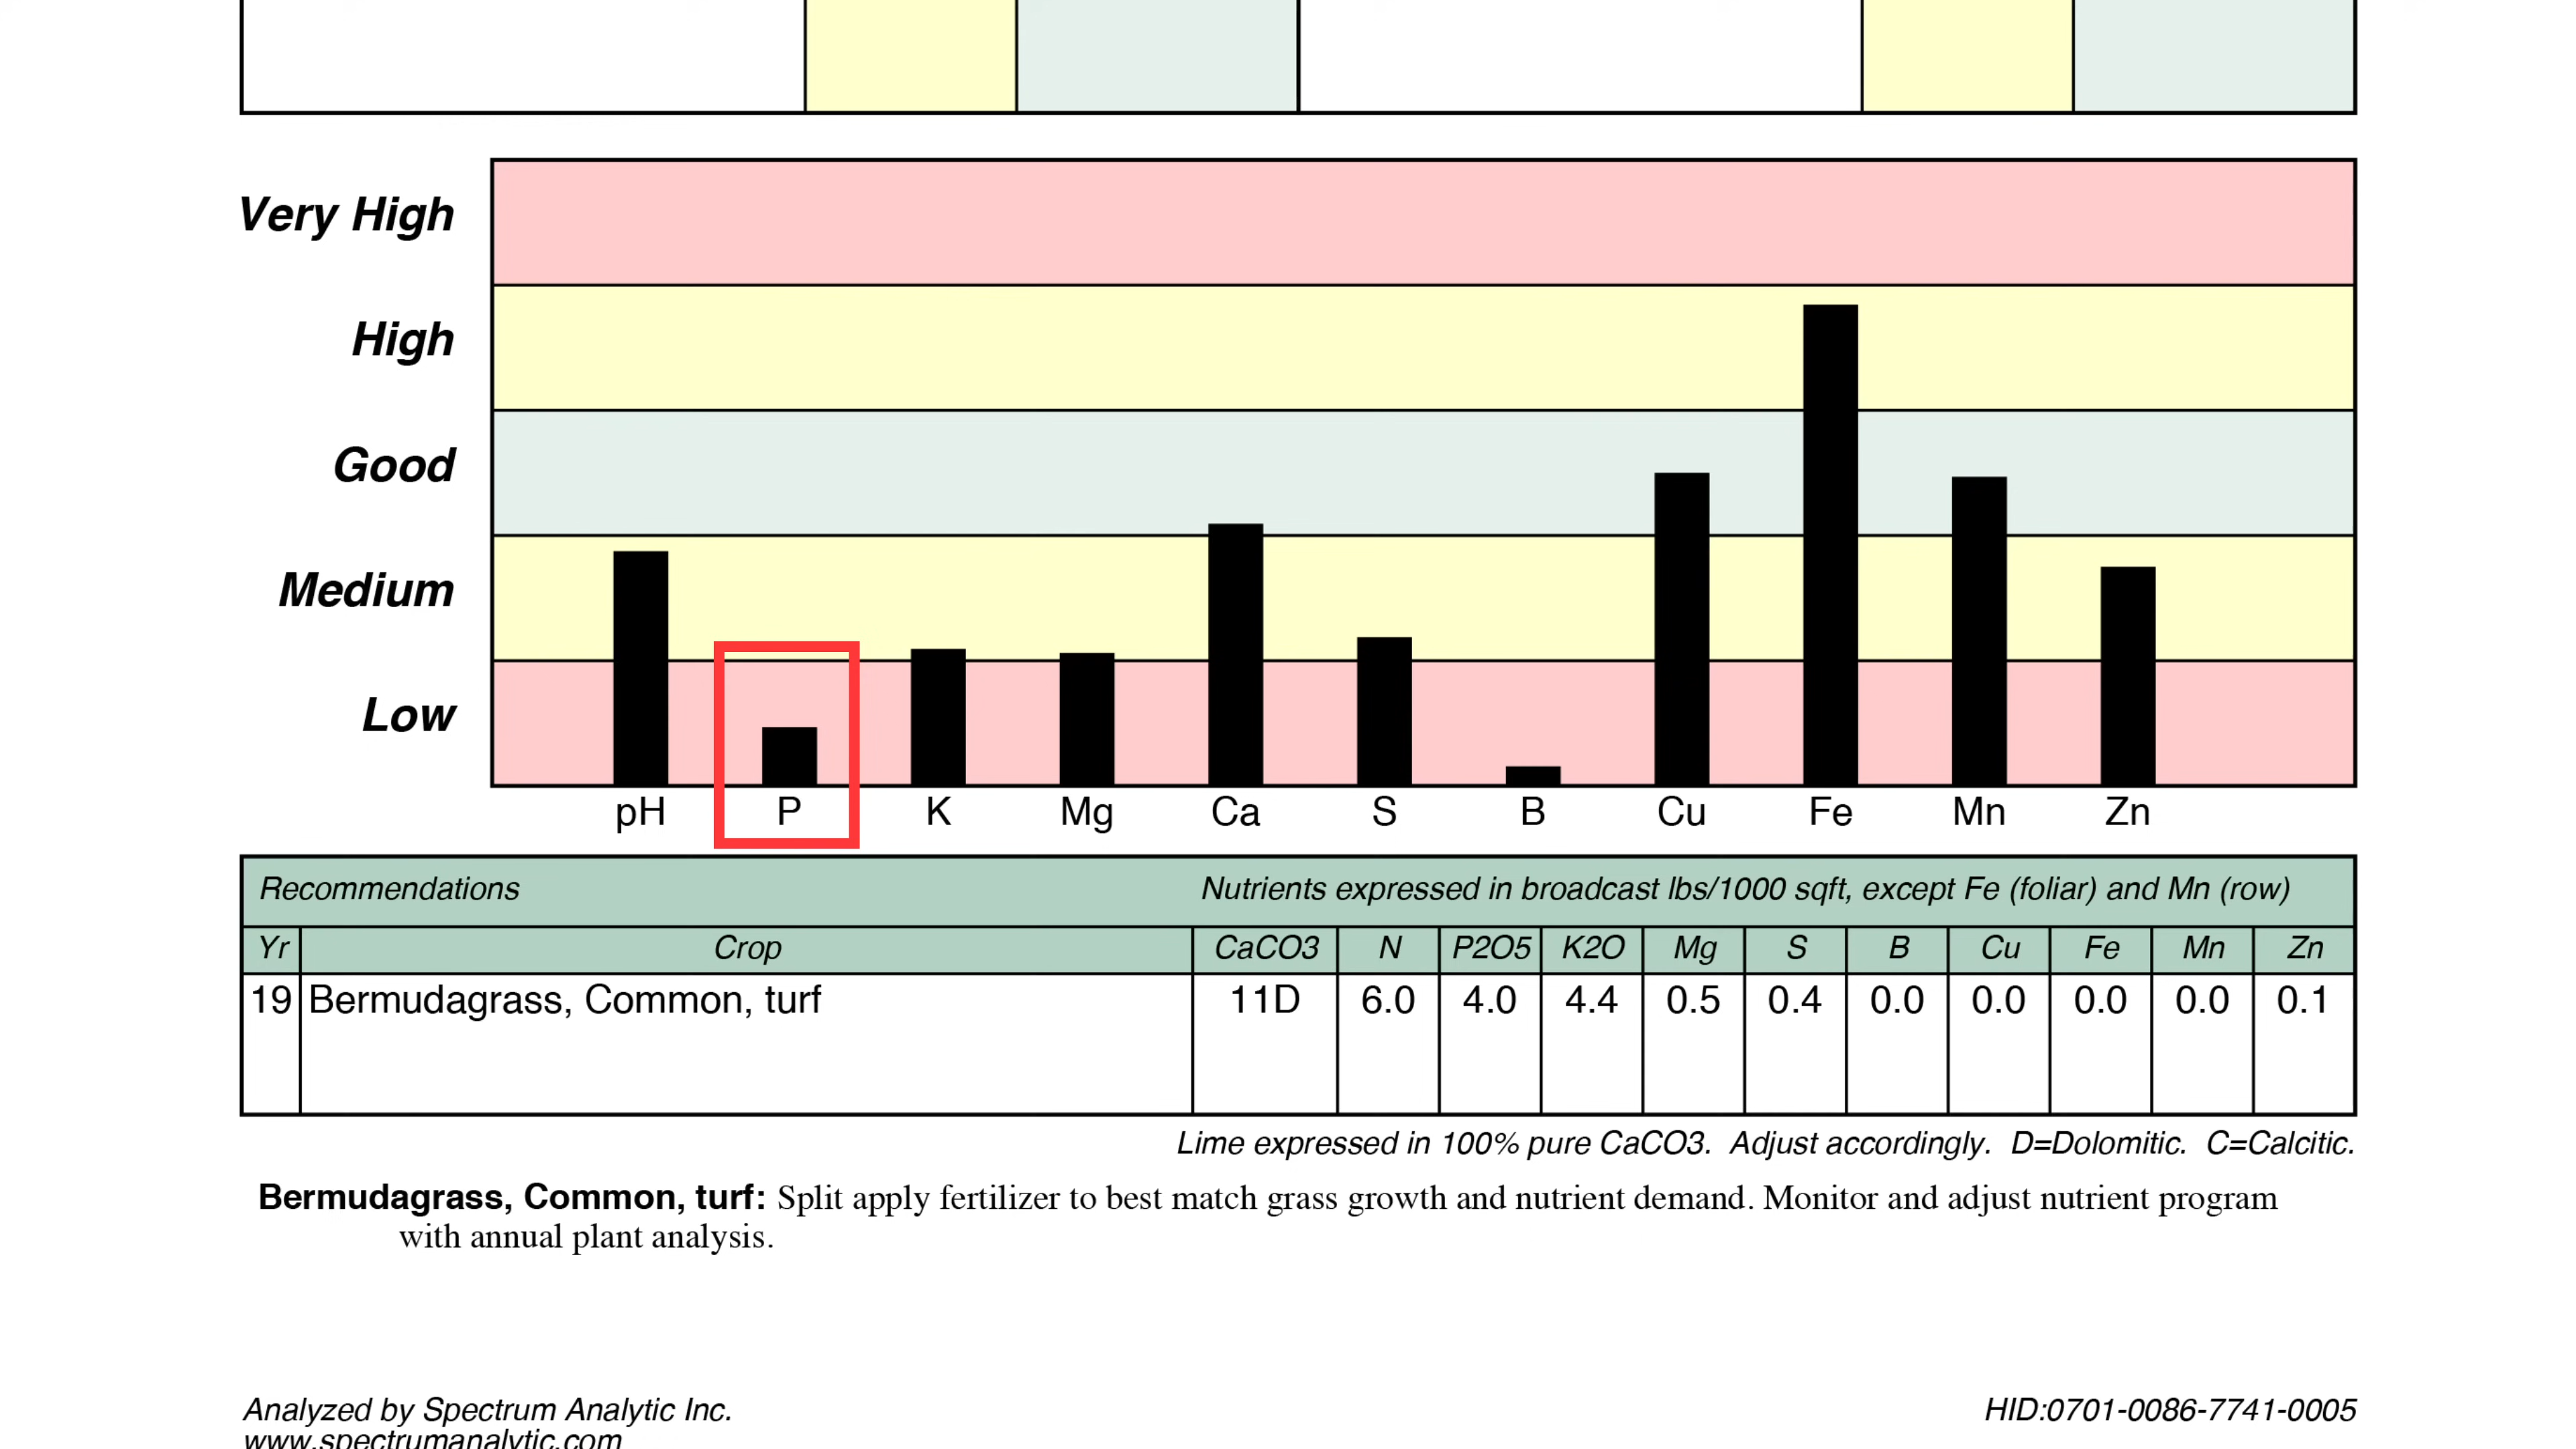 Very High
High
Good
Medium
Low
pH P K Mg Ca S B Cu Fe Mn Zn
Recommendations Nutrients expressed in broadcast lbs/1000 sqft, except Fe (foliar) and Mn (row)
Yr Crop CaCO3 N P2O5 K2O Mg S B Cu Fe Mn Zn
19 Bermudagrass, Common, turf 11D 6.0 4.0 4.4 0.5 0.4 0.0 0.0 0.0 0.0 0.1
Lime expressed in 100% pure CaCO3. Adjust accordingly. D=Dolomitic. C=Calcitic.
Bermudagrass, Common, turf: Split apply fertilizer to best match grass growth and nutrient demand. Monitor and adjust nutrient program
with annual plant analysis.
Analyzed by Spectrum Analytic Inc. HID:0701-0086-7741-0005
www.spectrumanalytic.com